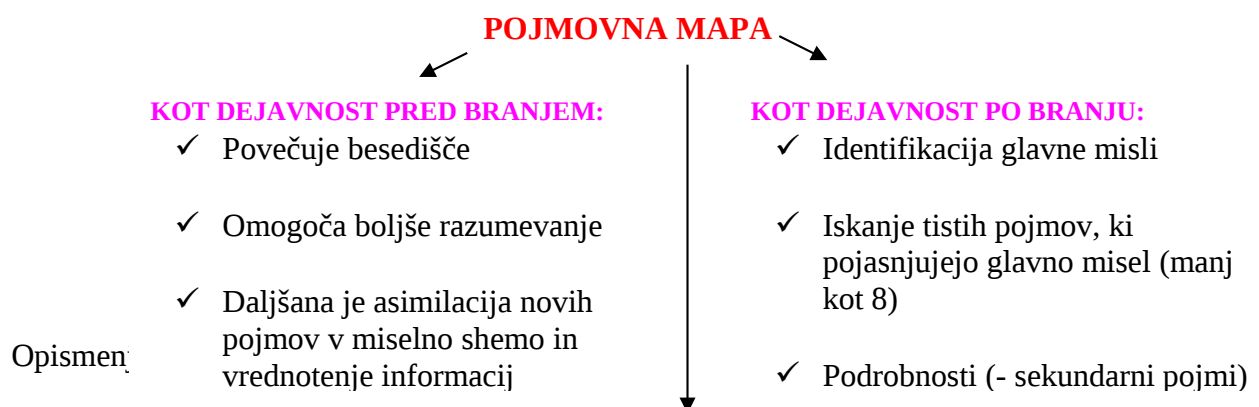 POJMOVNA MAPA
KOT DEJAVNOST PRED BRANJEM:
✓ Povečuje besedišče
✓ Omogoča boljše razumevanje
✓ Daljšana je asimilacija novih
pojmov v miselno shemo in
vrednotenje informacij
KOT DEJAVNOST PO BRANJU:
✓ Identifikacija glavne misli
✓ Iskanje tistih pojmov, ki
pojasnjujejo glavno misel (manj
kot 8)
✓ Podrobnosti (- sekundarni pojmi)